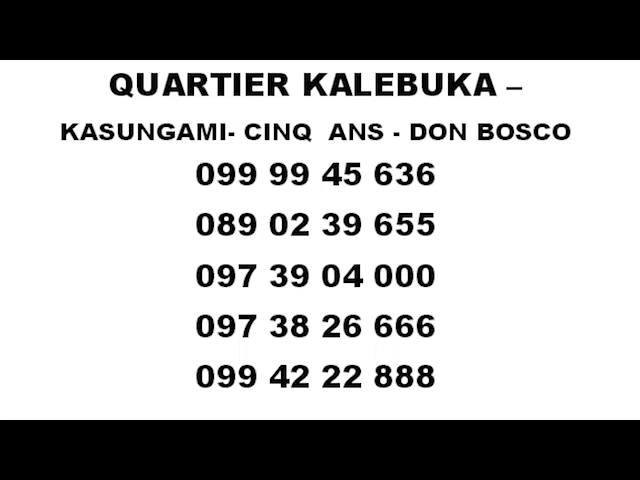 QUARTIER KALEBUKA –
KASUNGAMI- CINQ  ANS - DON BOSCO
099 99 45 636
089 02 39 655
097 39 04 000
097 38 26 666
099 42 22 888